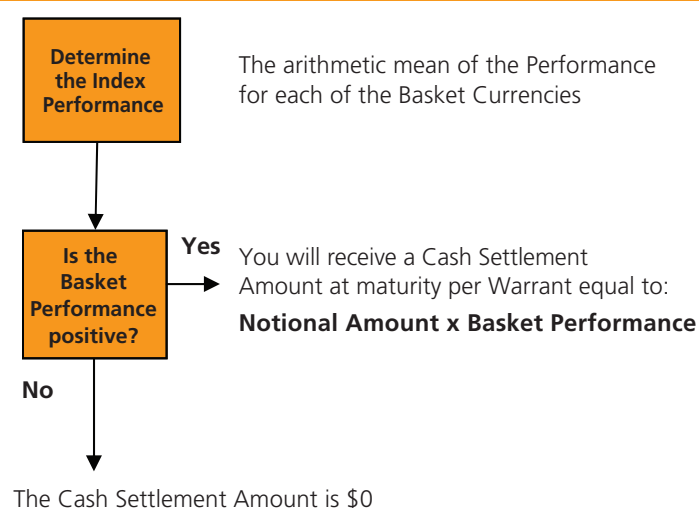 Determine
the Index
Performance
The arithmetic mean of the Performance
for each of the Basket Currencies
Is the
Basket
Performance
positive?
Yes
You will receive a Cash Settlement
Amount at maturity per Warrant equal to:
Notional Amount x Basket Performance
No
The Cash Settlement Amount is $0